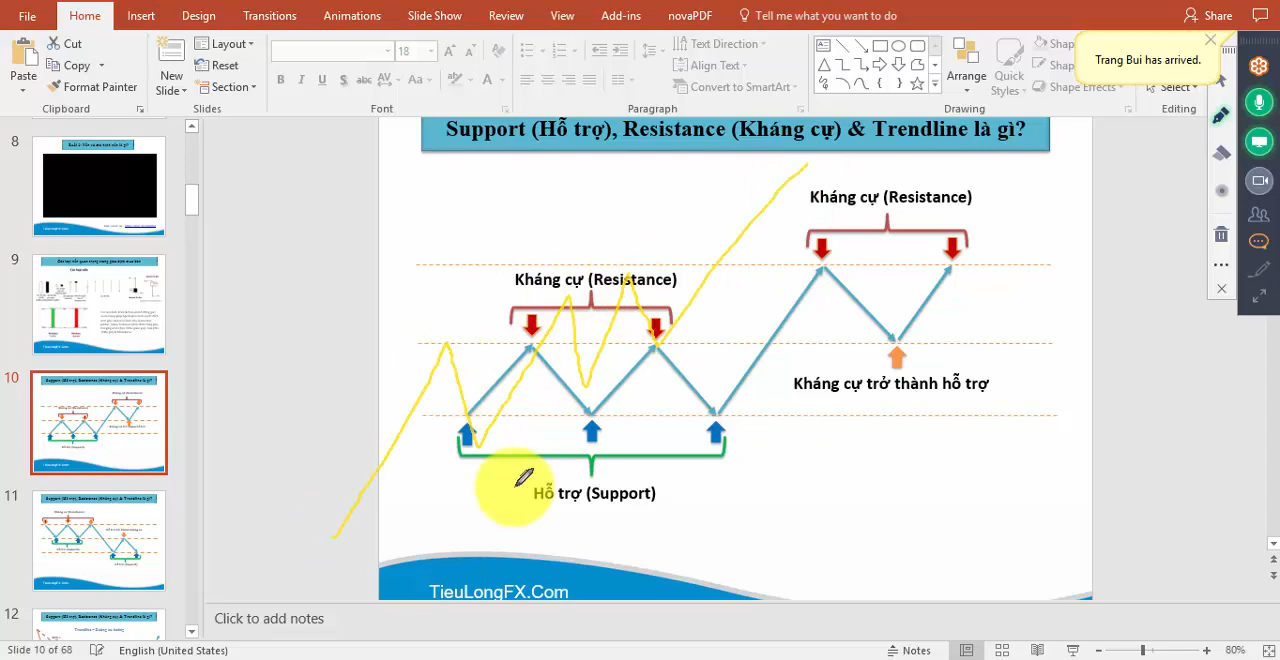 File Home Insert Design Transitions Animations Slide Show Review View Add-ins novaPDF Tell me what you want to do Share
Trang Bui has arrived.
Paste Cut Copy Format Painter
New Slide Layout Reset Section
18
B I U S abc AV Aa A
Text Direction Align Text Convert to SmartArt
Arrange Quick Styles Shape Effects Select
Clipboard Slides Font Paragraph Drawing Editing
8
9
10
11
12
Support (Hỗ trợ), Resistance (Kháng cự) & Trendline là gì?
Kháng cự (Resistance)
Kháng cự (Resistance)
Kháng cự trở thành hỗ trợ
Hỗ trợ (Support)
TieuLongFX.Com
Click to add notes
Slide 10 of 68 English (United States) Notes 80%